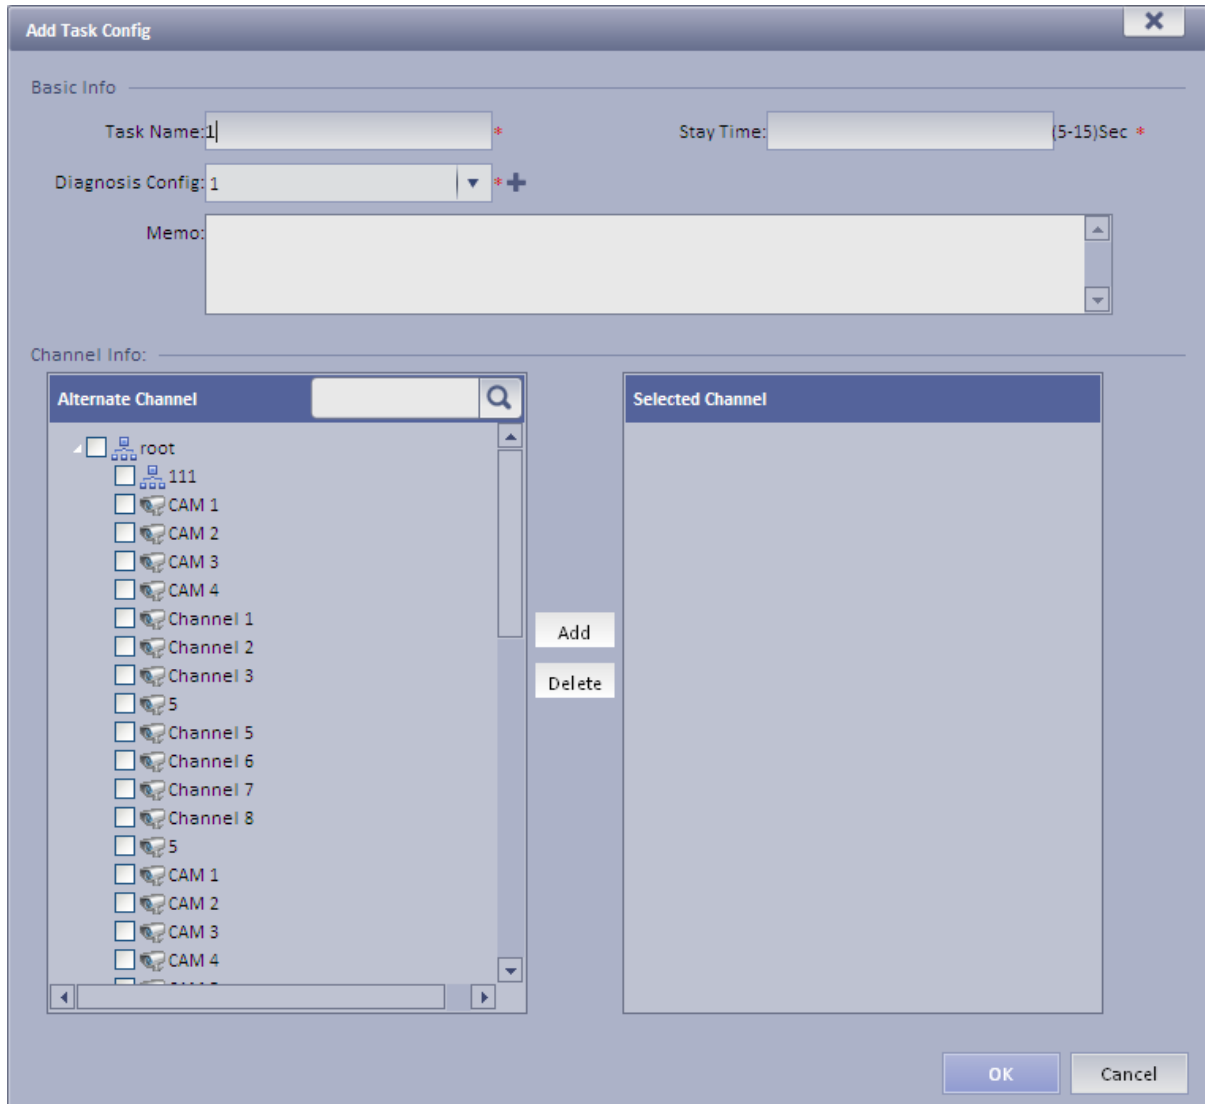 Add Task Config
Basic Info
Task Name: 1 * Stay Time: (5-15)Sec *
Diagnosis Config: 1 *
Memo:
Channel Info:
Alternate Channel
root
111
CAM 1
CAM 2
CAM 3
CAM 4
Channel 1
Channel 2
Channel 3
5
Channel 5
Channel 6
Channel 7
Channel 8
5
CAM 1
CAM 2
CAM 3
CAM 4
Add
Delete
Selected Channel
OK Cancel